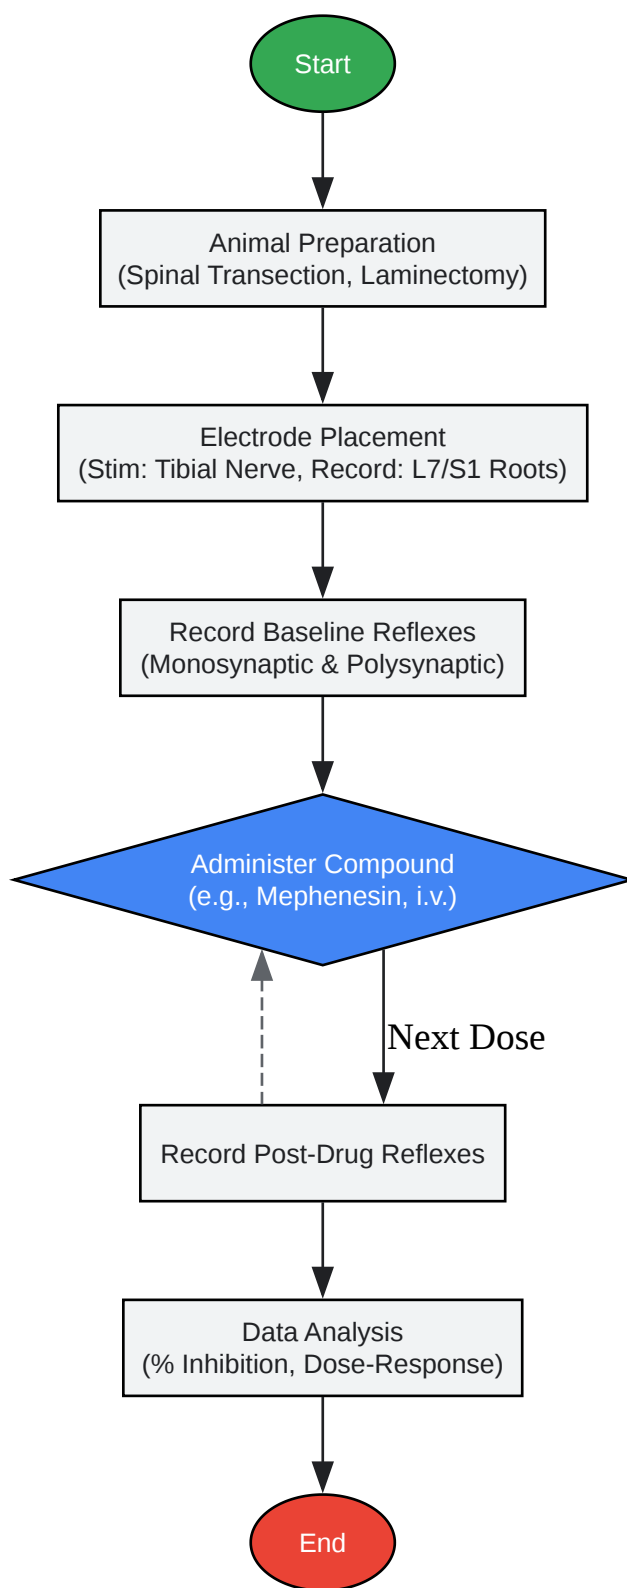 Start
Animal Preparation
(Spinal Transection, Laminectomy)
Electrode Placement
(Stim: Tibial Nerve, Record: L7/S1 Roots)
Record Baseline Reflexes
(Monosynaptic & Polysynaptic)
Administer Compound
(e.g., Mephenesin, i.v.)
Next Dose
Record Post-Drug Reflexes
Data Analysis
(% Inhibition, Dose-Response)
End